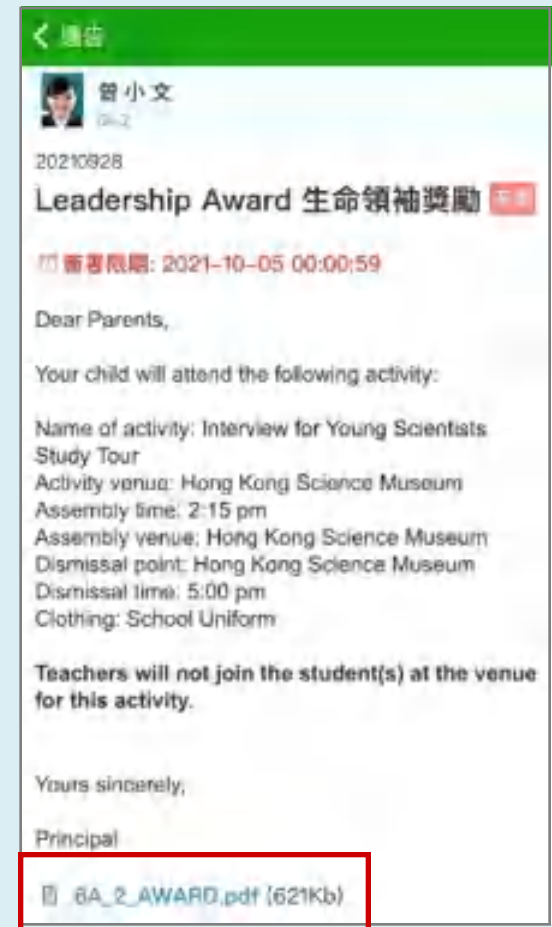 通告
曾小文
20210928
Leadership Award 生命領袖獎勵
簽署限期: 2021-10-05 00:00:59
Dear Parents,
Your child will attend the following activity:
Name of activity: Interview for Young Scientists
Study Tour
Activity venue: Hong Kong Science Museum
Assembly time: 2:15 pm
Assembly venue: Hong Kong Science Museum
Dismissal point: Hong Kong Science Museum
Dismissal time: 5:00 pm
Clothing: School Uniform
Teachers will not join the student(s) at the venue
for this activity.
Yours sincerely,
Principal
6A_2_AWARD.pdf (621Kb)